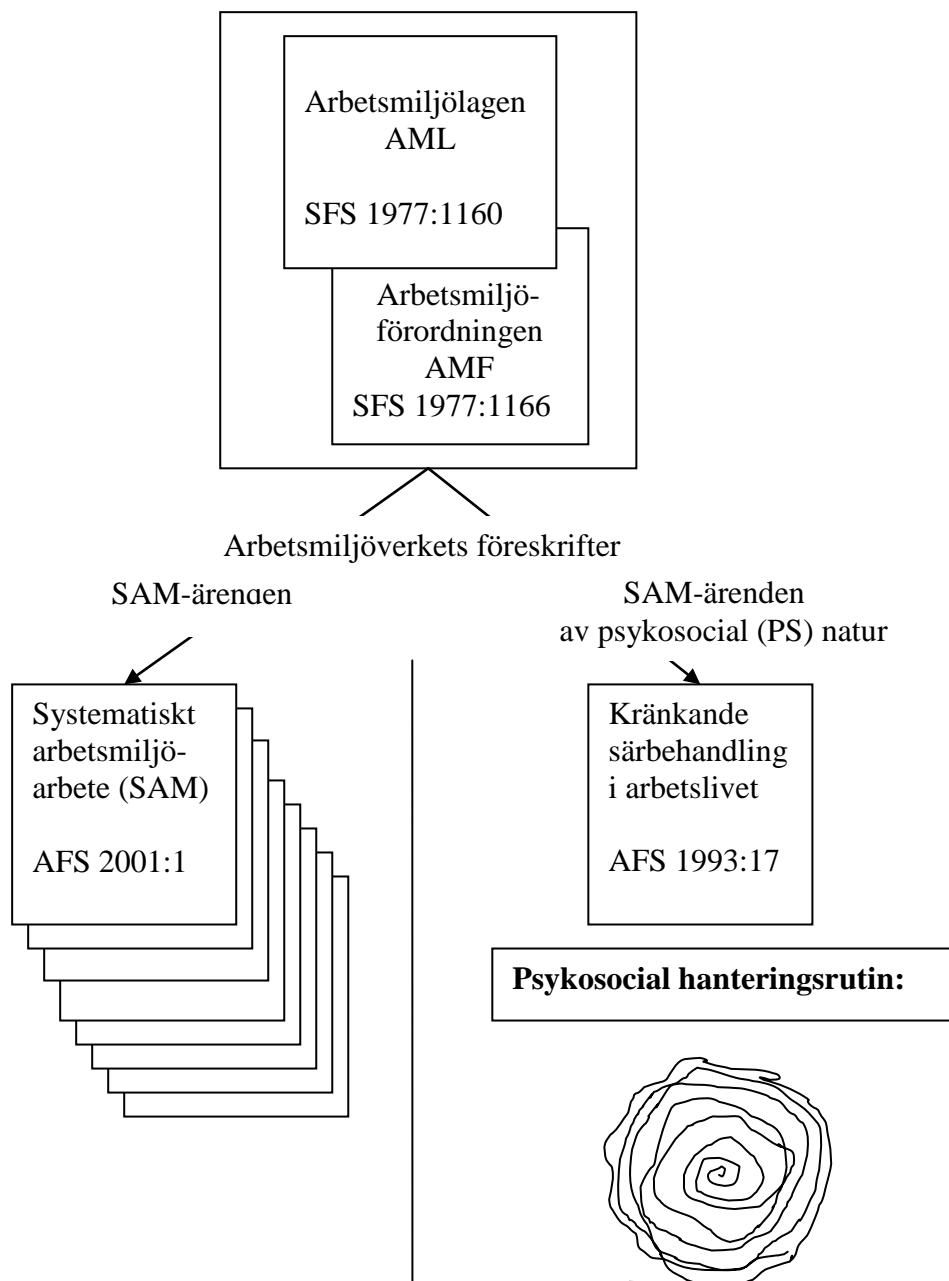 Arbetsmiljölagen
AML
SFS 1977:1160
Arbetsmiljö-
förordningen
AMF
SFS 1977:1166
Arbetsmiljöverkets föreskrifter
SAM-ärenden
SAM-ärenden
av psykosocial (PS) natur
Systematiskt
arbetsmiljö-
arbete (SAM)
AFS 2001:1
Kränkande
särbehandling
i arbetslivet
AFS 1993:17
Psykosocial hanteringsrutin: